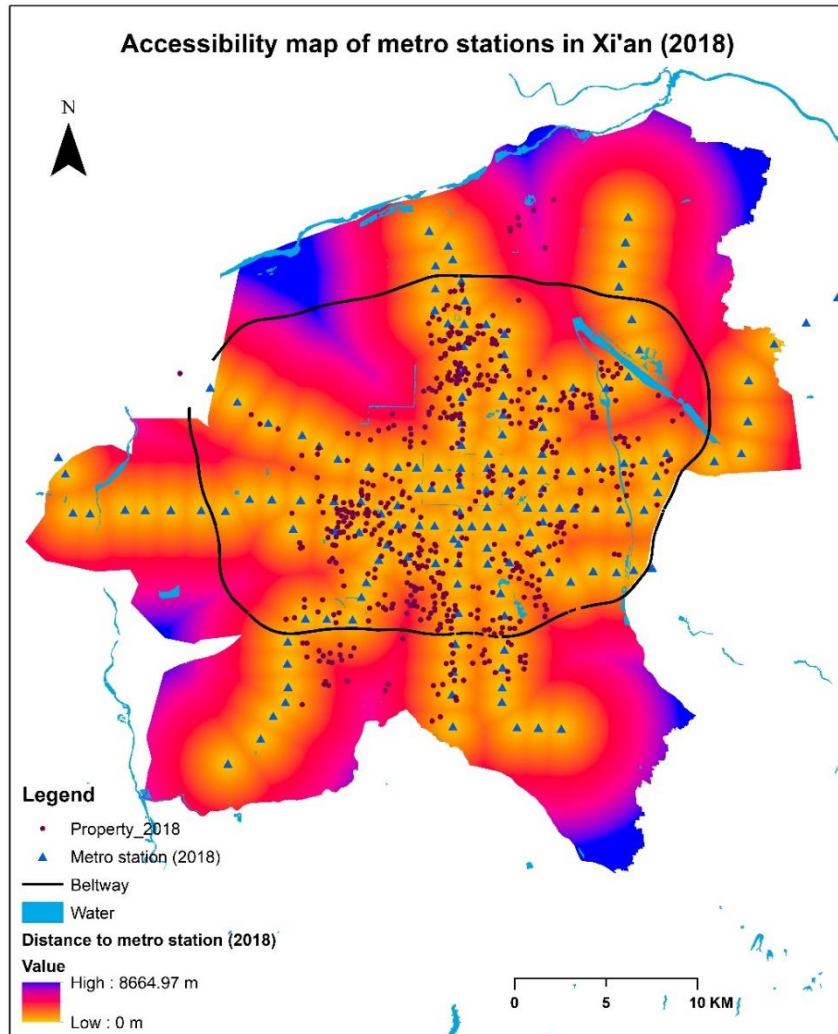 Accessibility map of metro stations in Xi'an (2018)
N
Legend
Property_2018
Metro station (2018)
Beltway
Water
Distance to metro station (2018)
Value
High : 8664.97 m
Low : 0 m
0 5 10 KM